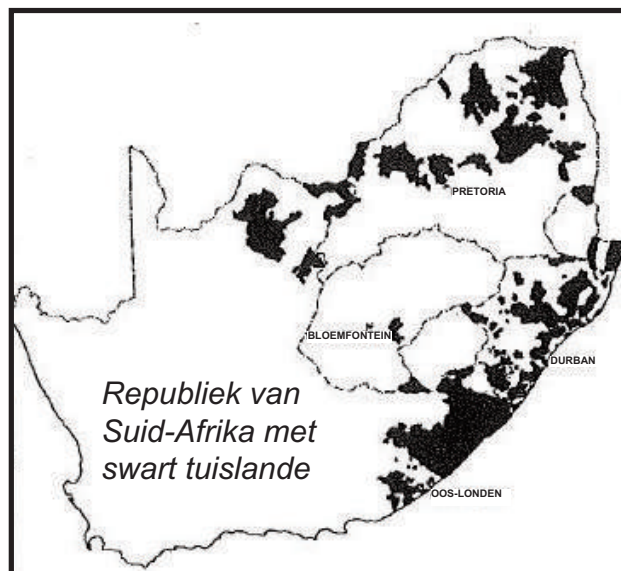 PRETORIA
BLOEMFONTEIN
DURBAN
Republiek van
Suid-Afrika met
swart tuislande
OOS-LONDEN